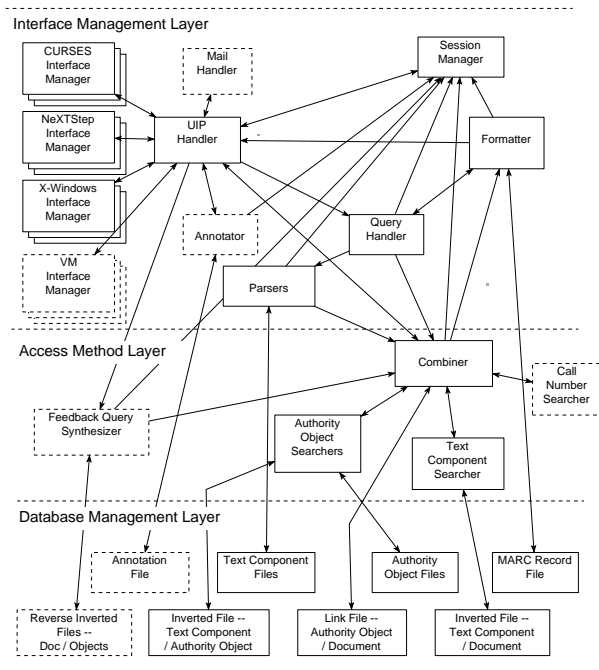 Interface Management Layer
CURSES
Interface
Manager
Mail
Handler
Session
Manager
NeXTStep
Interface
Manager
UIP
Handler
Formatter
X-Windows
Interface
Manager
Annotator
Query
Handler
VM
Interface
Manager
Parsers
Access Method Layer
Combiner
Call
Number
Searcher
Feedback Query
Synthesizer
Authority
Object
Searchers
Text
Component
Searcher
Database Management Layer
Annotation
File
Text Component
Files
Authority
Object Files
MARC Record
File
Reverse Inverted
Files --
Doc / Objects
Inverted File --
Text Component
/ Authority Object
Link File --
Authority Object
/ Document
Inverted File --
Text Component
/ Document